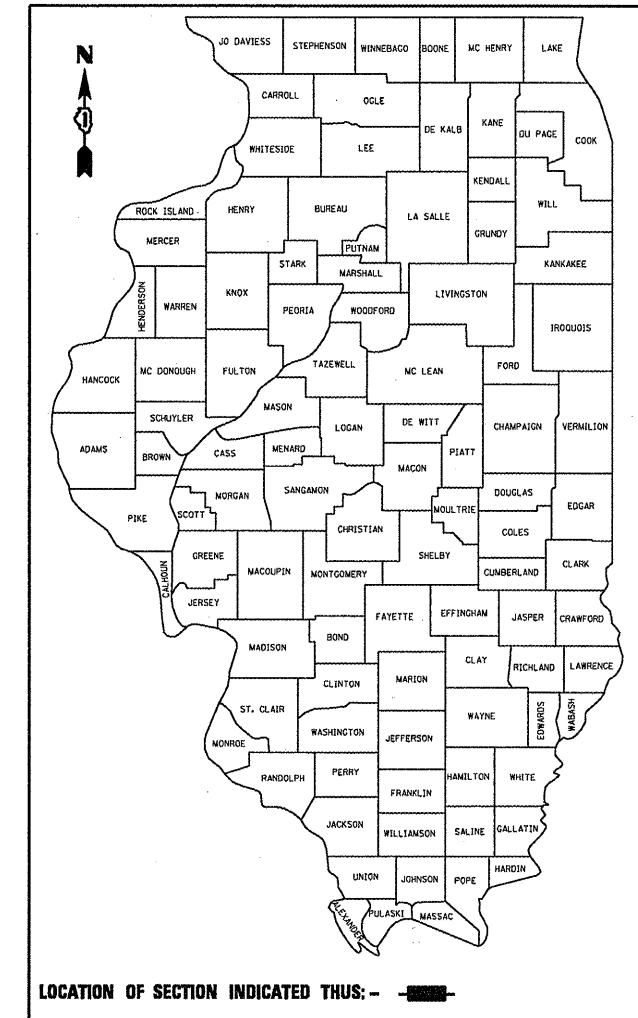 JO DAVIESS STEPHENSON WINNEBAGO BOONE MC HENRY LAKE
N
CARROLL OGLE
DE KALB KANE DU PAGE COOK
WHITESIDE LEE
KENDALL
WILL
ROCK ISLAND HENRY BUREAU LA SALLE GRUNDY
MERCER PUTNAM
STARK KANKAKEE
MARSHALL
HENDERSON WARREN KNOX PEORIA WOODFORD LIVINGSTON
IROQUOIS
TAZEWELL FORD
HANCOCK MC DONOUGH FULTON MC LEAN
MASON
SCHUYLER DE WITT
ADAMS LOGAN CHAMPAIGN VERMILION
BROWN CASS MENARD PIATT
MACON
SANGAMON DOUGLAS
MORGAN MOULTRIE EDGAR
PIKE SCOTT
CHRISTIAN COLES
GREENE SHELBY
CALHOUN MACOUPIN MONTGOMERY CUMBERLAND CLARK
JERSEY
FAYETTE EFFINGHAM JASPER CRAWFORD
MADISON BOND
CLAY RICHLAND LAWRENCE
MARION
CLINTON
ST. CLAIR WAYNE EDWARDS WABASH
WASHINGTON JEFFERSON
MONROE
RANDOLPH PERRY HAMILTON WHITE
FRANKLIN
JACKSON WILLIAMSON SALINE GALLATIN
HARDIN
UNION JOHNSON POPE
ALEXANDER PULASKI MASSAC
LOCATION OF SECTION INDICATED THUS: -